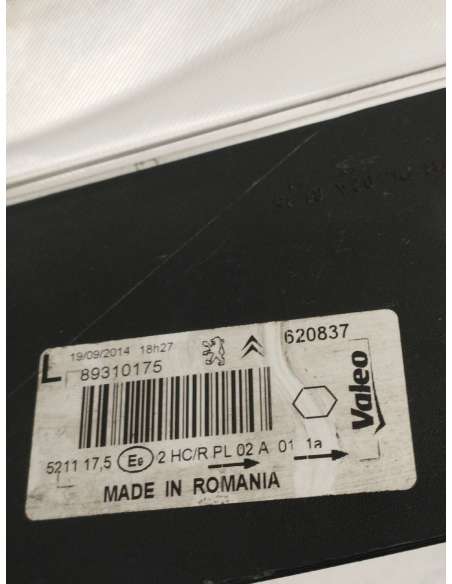 L 19/09/2014 18h27
89310175
620837
Valeo
5211 17,5 E9 2 HC/R PL 02 A 01 1a
MADE IN ROMANIA